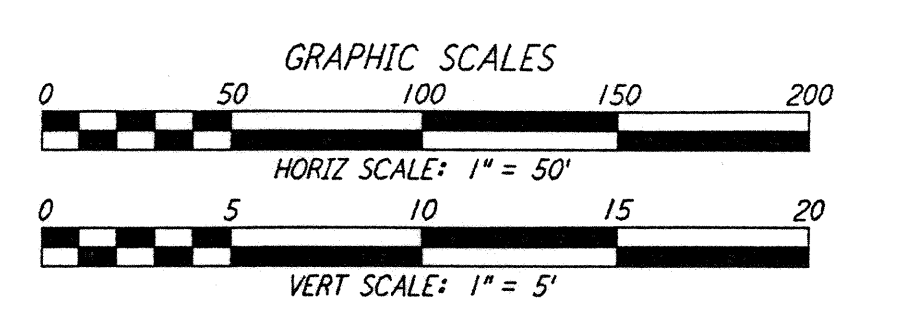 GRAPHIC SCALES
0 50 100 150 200
HORIZ SCALE: 1" = 50'
0 5 10 15 20
VERT SCALE: 1" = 5'